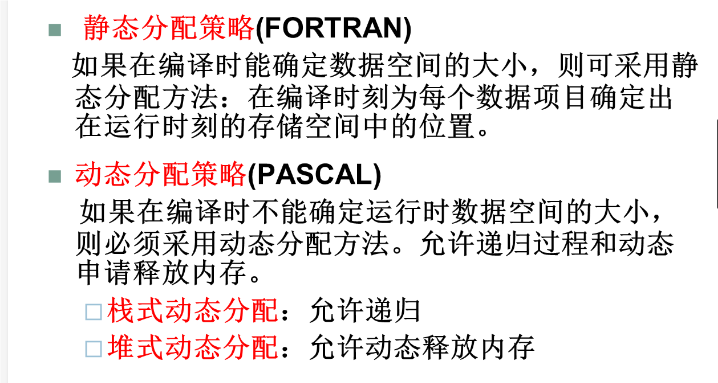 静态分配策略(FORTRAN)
如果在编译时能确定数据空间的大小，则可采用静
态分配方法：在编译时刻为每个数据项目确定出
在运行时刻的存储空间中的位置。
动态分配策略(PASCAL)
如果在编译时不能确定运行时数据空间的大小，
则必须采用动态分配方法。允许递归过程和动态
申请释放内存。
栈式动态分配：允许递归
堆式动态分配：允许动态释放内存